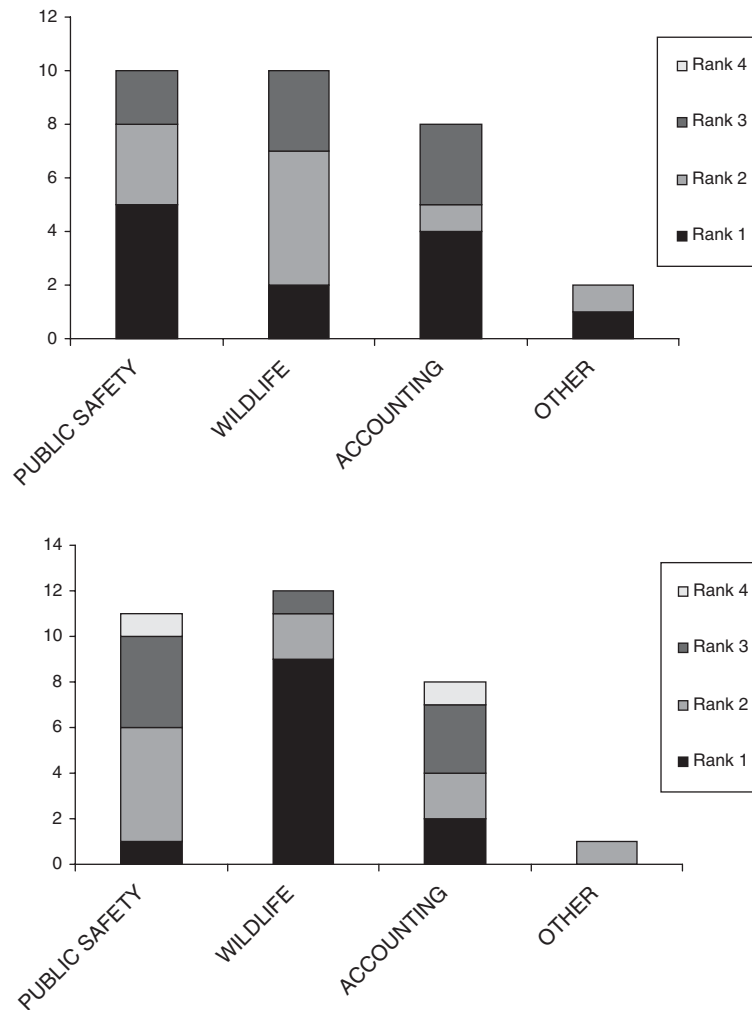 12
10
8
6
4
2
0
PUBLIC SAFETY
WILDLIFE
ACCOUNTING
OTHER
Rank 4
Rank 3
Rank 2
Rank 1
14
12
10
8
6
4
2
0
PUBLIC SAFETY
WILDLIFE
ACCOUNTING
OTHER
Rank 4
Rank 3
Rank 2
Rank 1